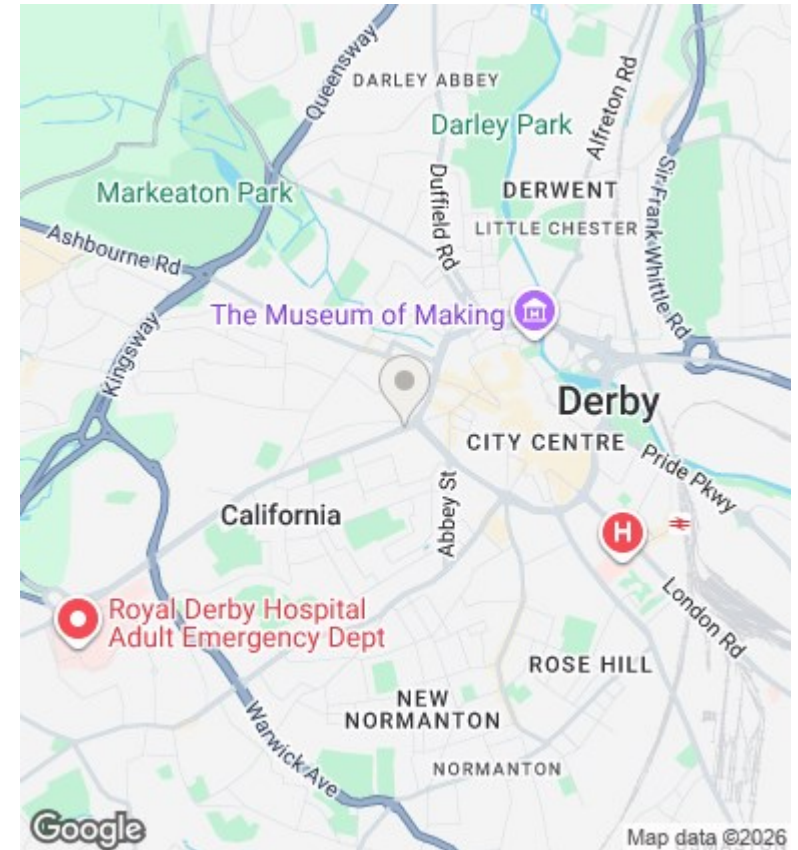 Queensway
DARLEY ABBEY
Alfreton Rd
Darley Park
Markeaton Park
Duffield Rd
DERWENT
LITTLE CHESTER
Sir Frank Whittle Rd
Ashbourne Rd
The Museum of Making
Kingsway
Derby
CITY CENTRE
Pride Pkwy
Abbey St
California
H
Royal Derby Hospital
Adult Emergency Dept
London Rd
ROSE HILL
NEW
NORMANTON
Warwick Ave
NORMANTON
Google
Map data ©2026